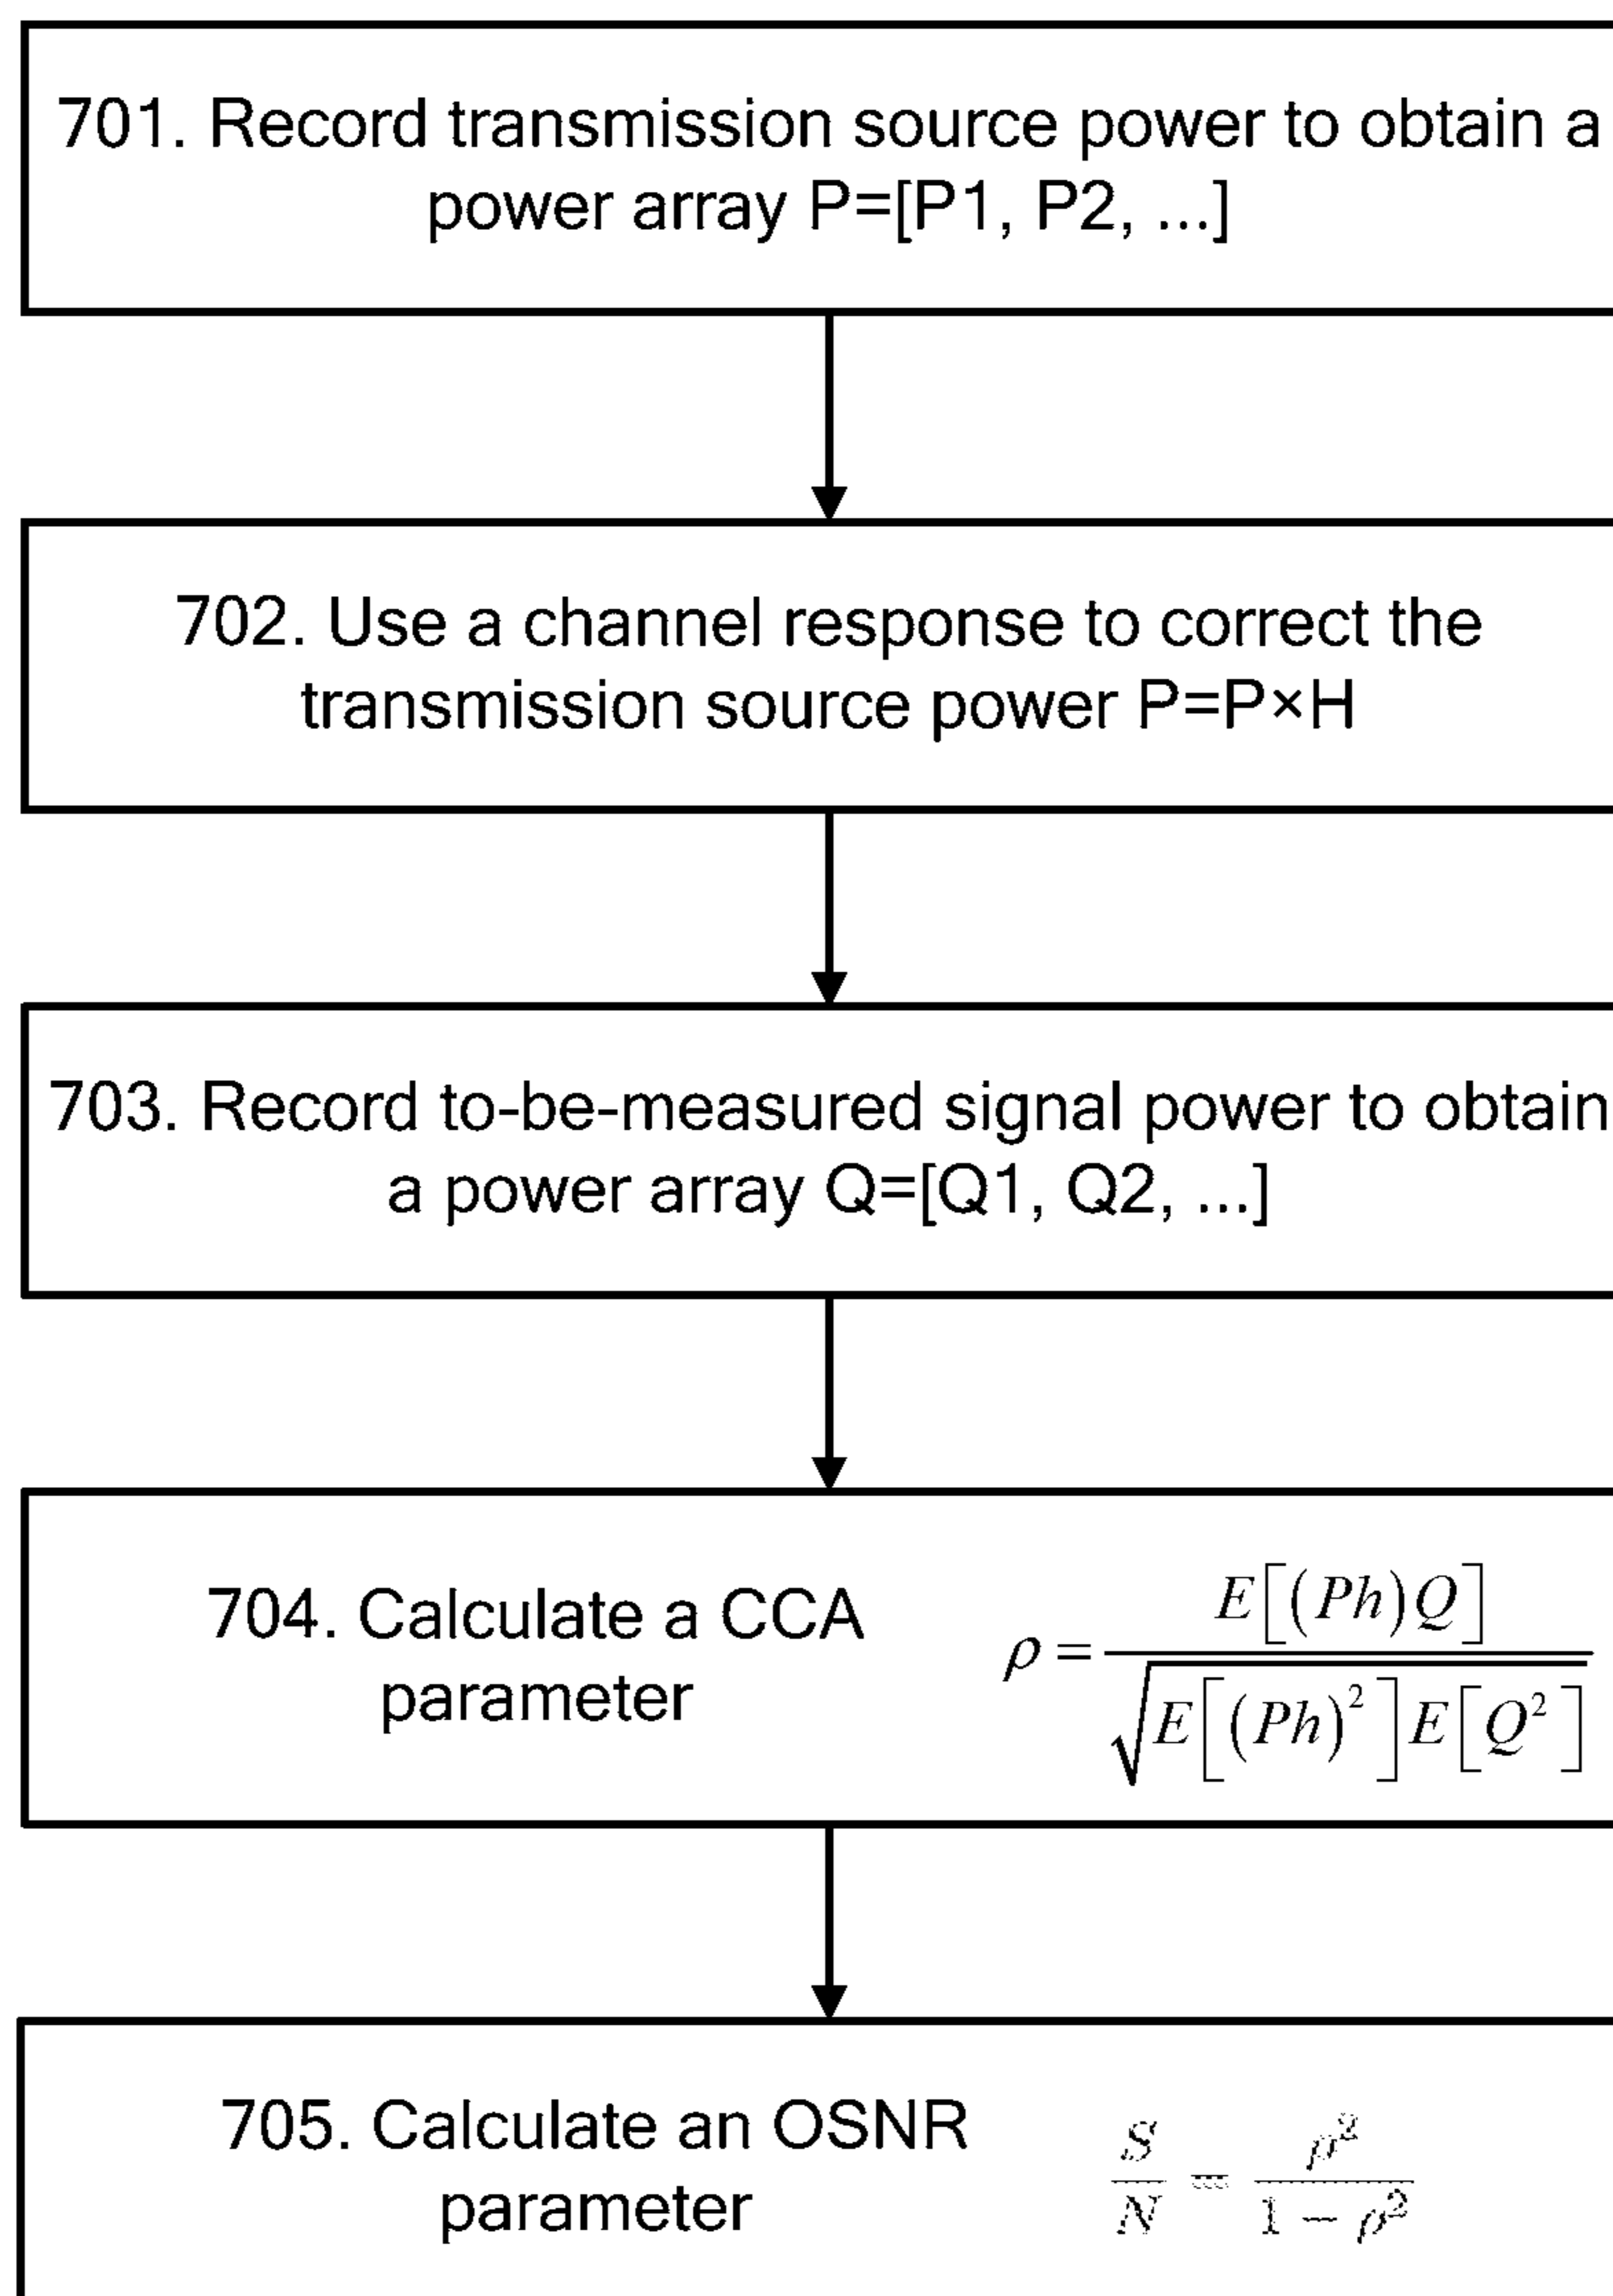 701. Record transmission source power to obtain a
power array P=[P1, P2, ...]
702. Use a channel response to correct the
transmission source power P=P×H
703. Record to-be-measured signal power to obtain
a power array Q=[Q1, Q2, ...]
704. Calculate a CCA
parameter
ρ = E[(Ph)Q] / √(E[(Ph)²]E[Q²])
705. Calculate an OSNR
parameter
S/N = ρ²/(1 − ρ²)